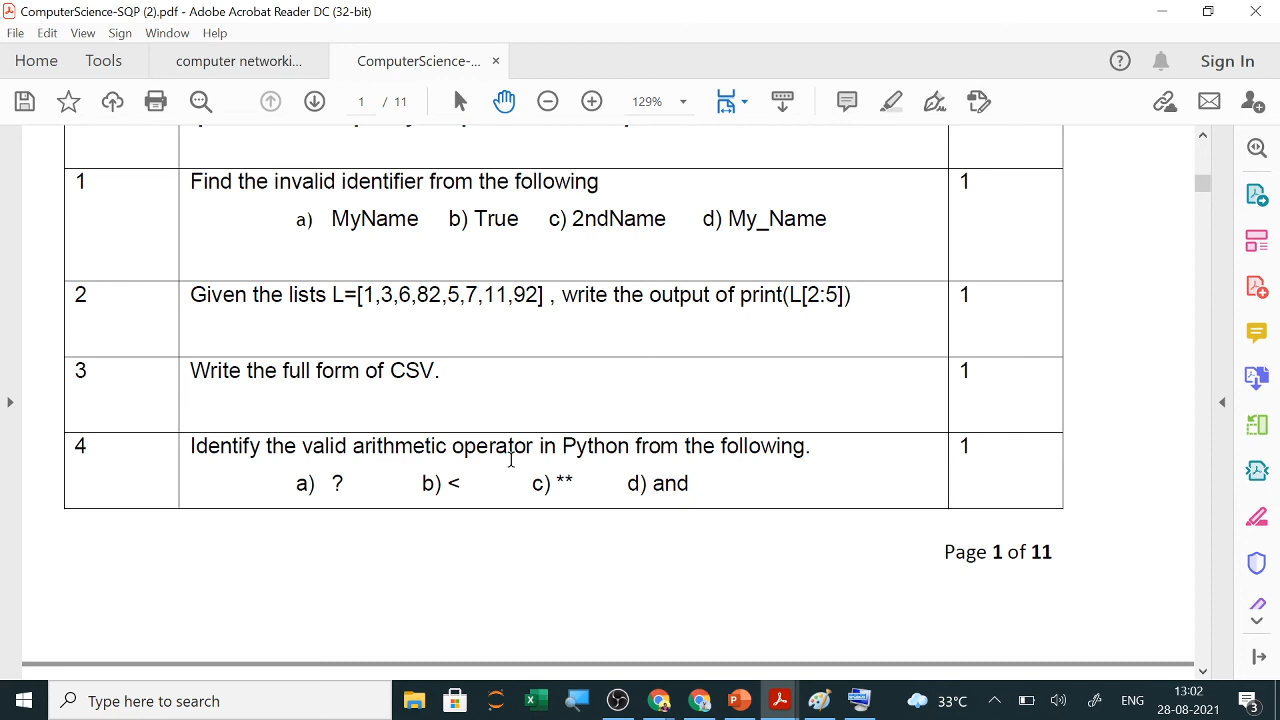 ComputerScience-SQP (2).pdf - Adobe Acrobat Reader DC (32-bit)
File Edit View Sign Window Help
Home Tools computer networki... ComputerScience-... × Sign In
1 / 11 129%
1 Find the invalid identifier from the following 1
a) MyName b) True c) 2ndName d) My_Name
2 Given the lists L=[1,3,6,82,5,7,11,92] , write the output of print(L[2:5]) 1
3 Write the full form of CSV. 1
4 Identify the valid arithmetic operator in Python from the following. 1
a) ? b) < c) ** d) and
Page 1 of 11
Type here to search 33°C ENG 13:02
28-08-2021 3